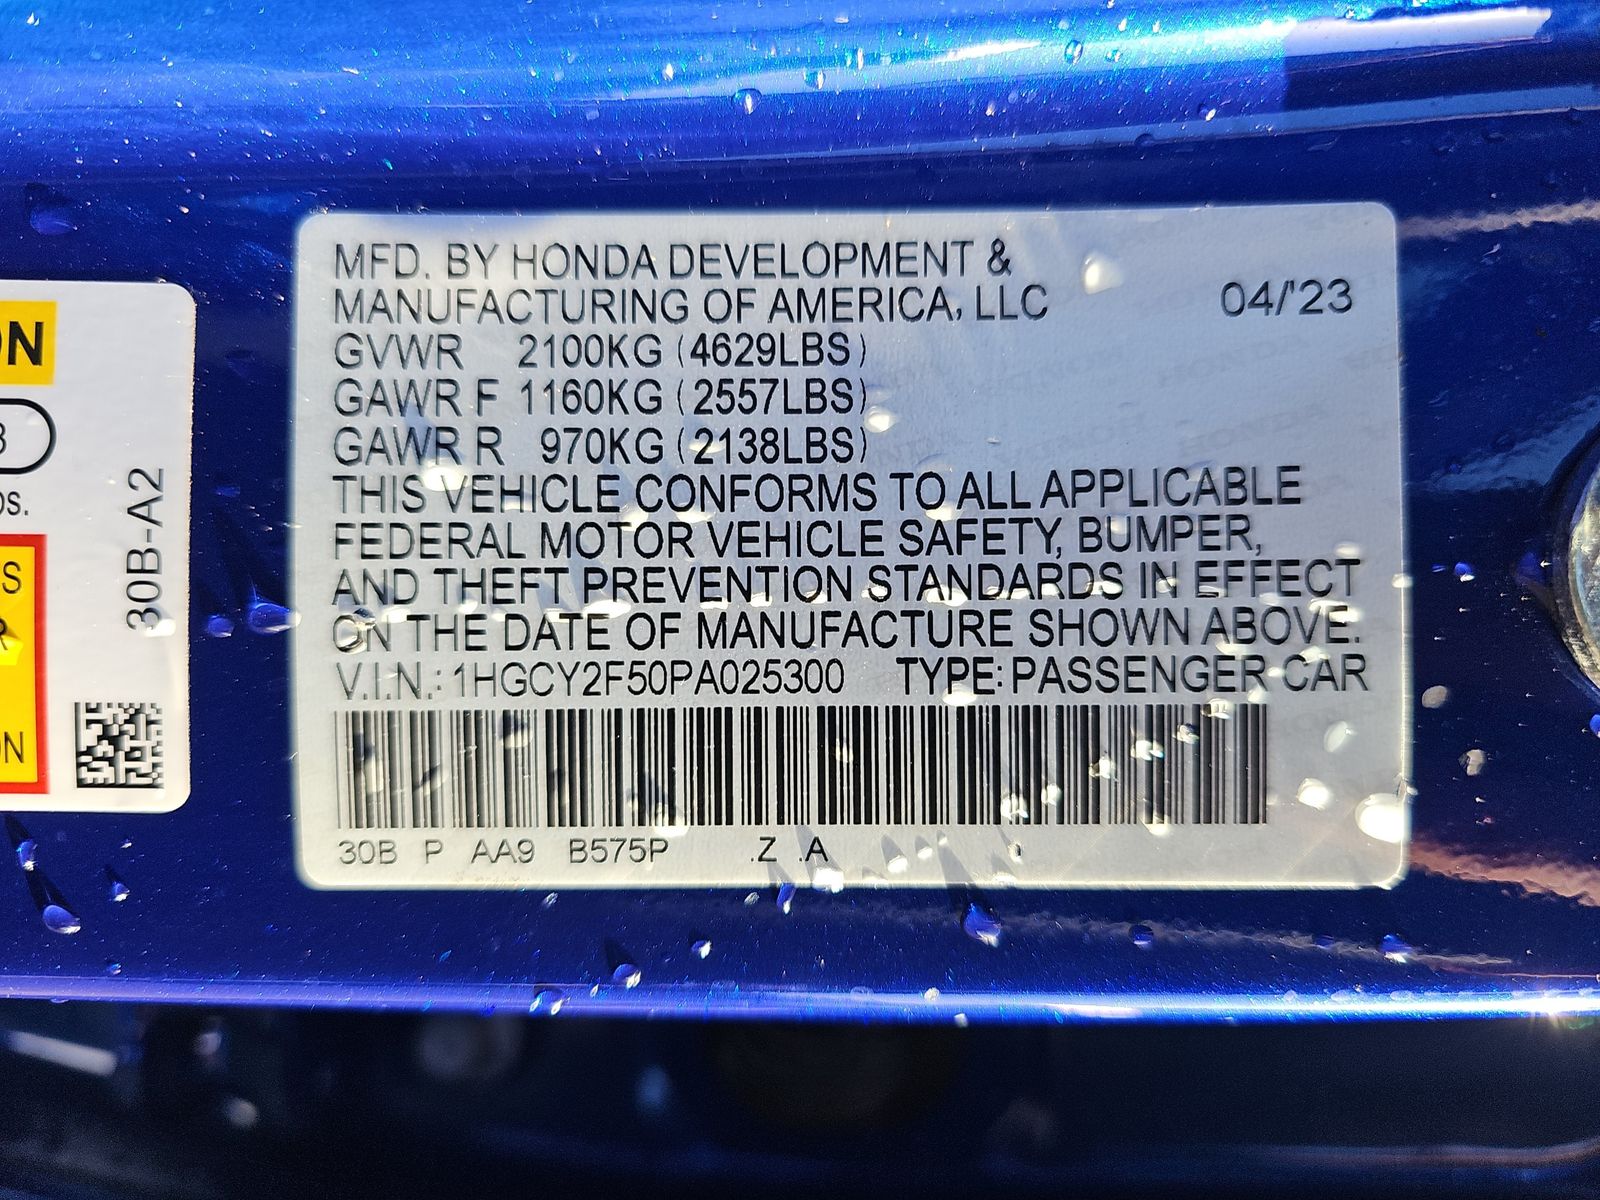 MFD. BY HONDA DEVELOPMENT &
MANUFACTURING OF AMERICA, LLC 04/'23
GVWR 2100KG (4629LBS)
GAWR F 1160KG (2557LBS)
GAWR R 970KG (2138LBS)
THIS VEHICLE CONFORMS TO ALL APPLICABLE
FEDERAL MOTOR VEHICLE SAFETY, BUMPER,
AND THEFT PREVENTION STANDARDS IN EFFECT
ON THE DATE OF MANUFACTURE SHOWN ABOVE.
V.I.N.: 1HGCY2F50PA025300 TYPE: PASSENGER CAR
30B P AA9 B575P .Z .A
30B-A2